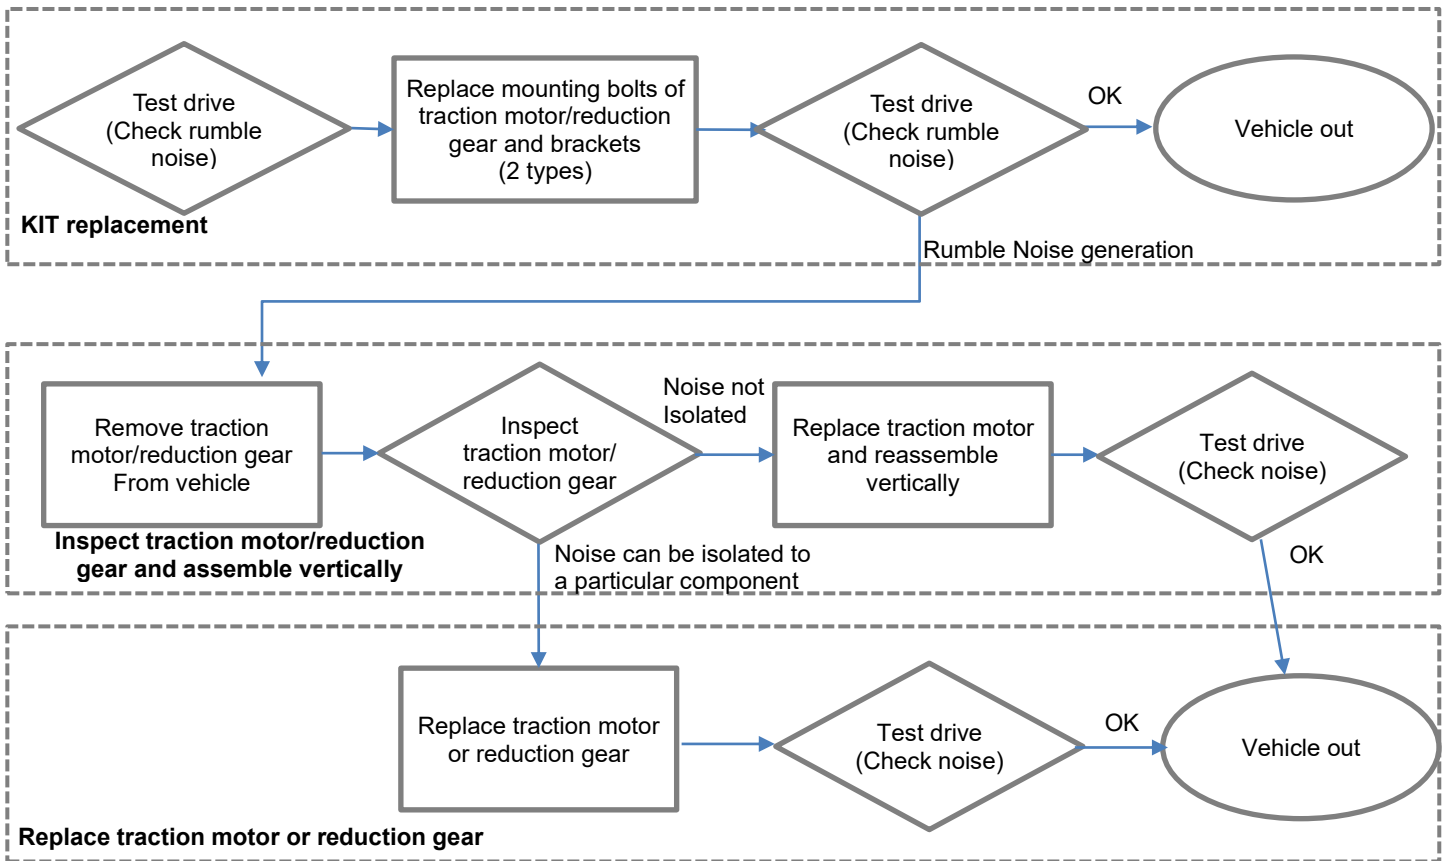 Test drive
(Check rumble
noise)
Replace mounting bolts of
traction motor/reduction
gear and brackets
(2 types)
Test drive
(Check rumble
noise)
OK
Vehicle out
KIT replacement
Rumble Noise generation
Remove traction
motor/reduction gear
From vehicle
Inspect
traction motor/
reduction gear
Noise not
Isolated
Replace traction motor
and reassemble
vertically
Test drive
(Check noise)
Inspect traction motor/reduction
gear and assemble vertically
Noise can be isolated to
a particular component
OK
Replace traction motor
or reduction gear
Test drive
(Check noise)
OK
Vehicle out
Replace traction motor or reduction gear